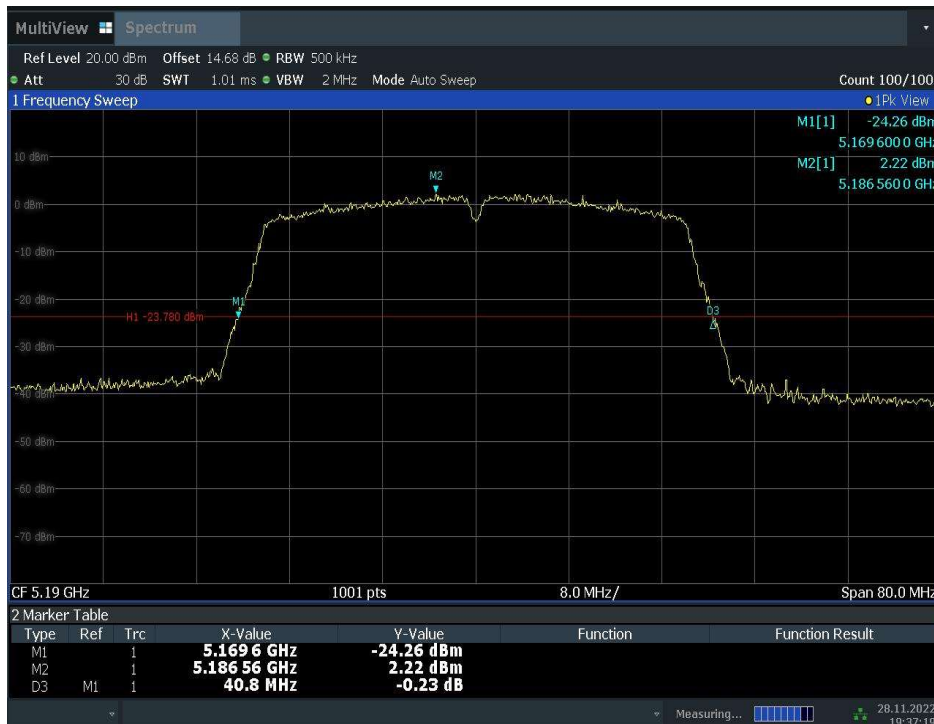 MultiView Spectrum
Ref Level 20.00 dBm Offset 14.68 dB RBW 500 kHz
Att 30 dB SWT 1.01 ms VBW 2 MHz Mode Auto Sweep Count 100/100
1 Frequency Sweep 1Pk View
M1[1] -24.26 dBm
5.169 600 0 GHz
M2[1] 2.22 dBm
5.186 560 0 GHz
10 dBm
M2
0 dBm
-10 dBm
-20 dBm
M1
D3
H1 -23.780 dBm
-30 dBm
-40 dBm
-50 dBm
-60 dBm
-70 dBm
CF 5.19 GHz 1001 pts 8.0 MHz/ Span 80.0 MHz
2 Marker Table
Type Ref Trc X-Value Y-Value Function Function Result
M1 1 5.169 6 GHz -24.26 dBm
M2 1 5.186 56 GHz 2.22 dBm
D3 M1 1 40.8 MHz -0.23 dB
Measuring... 28.11.2022
19:37:19